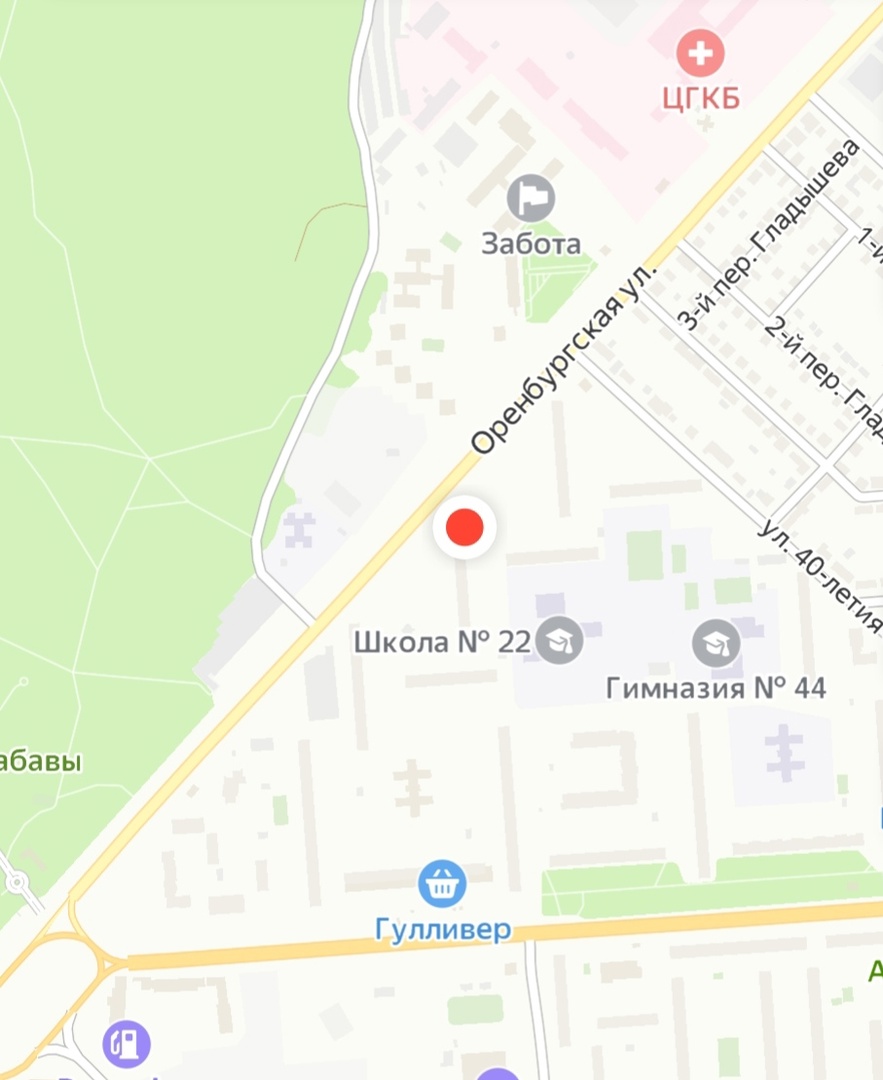 ЦГКБ
Забота
3-й пер. Гладышева
Оренбургская ул.
2-й пер.
ул. 40-летия
Школа № 22
Гимназия № 44
Гулливер